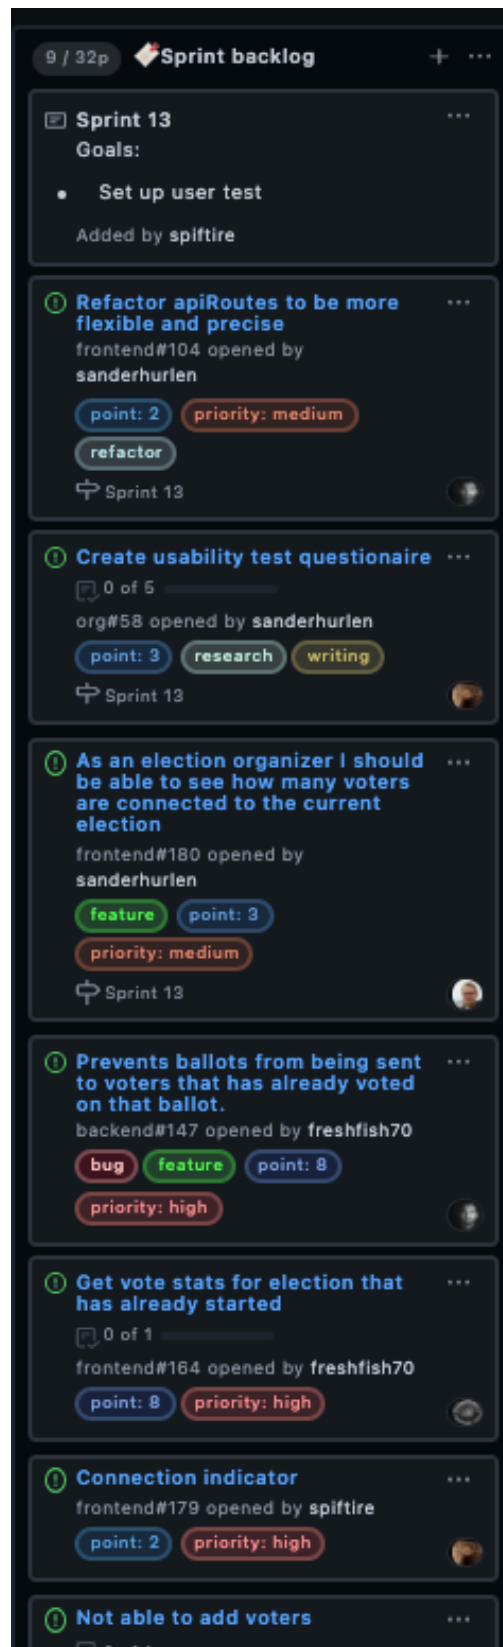 9 / 32p Sprint backlog
Sprint 13
Goals:
Set up user test
Added by spiftire
Refactor apiRoutes to be more
flexible and precise
frontend#104 opened by
sanderhurlen
point: 2 priority: medium
refactor
Sprint 13
Create usability test questionaire
0 of 5
org#58 opened by sanderhurlen
point: 3 research writing
Sprint 13
As an election organizer I should
be able to see how many voters
are connected to the current
election
frontend#180 opened by
sanderhurlen
feature point: 3
priority: medium
Sprint 13
Prevents ballots from being sent
to voters that has already voted
on that ballot.
backend#147 opened by freshfish70
bug feature point: 8
priority: high
Get vote stats for election that
has already started
0 of 1
frontend#164 opened by freshfish70
point: 8 priority: high
Connection indicator
frontend#179 opened by spiftire
point: 2 priority: high
Not able to add voters